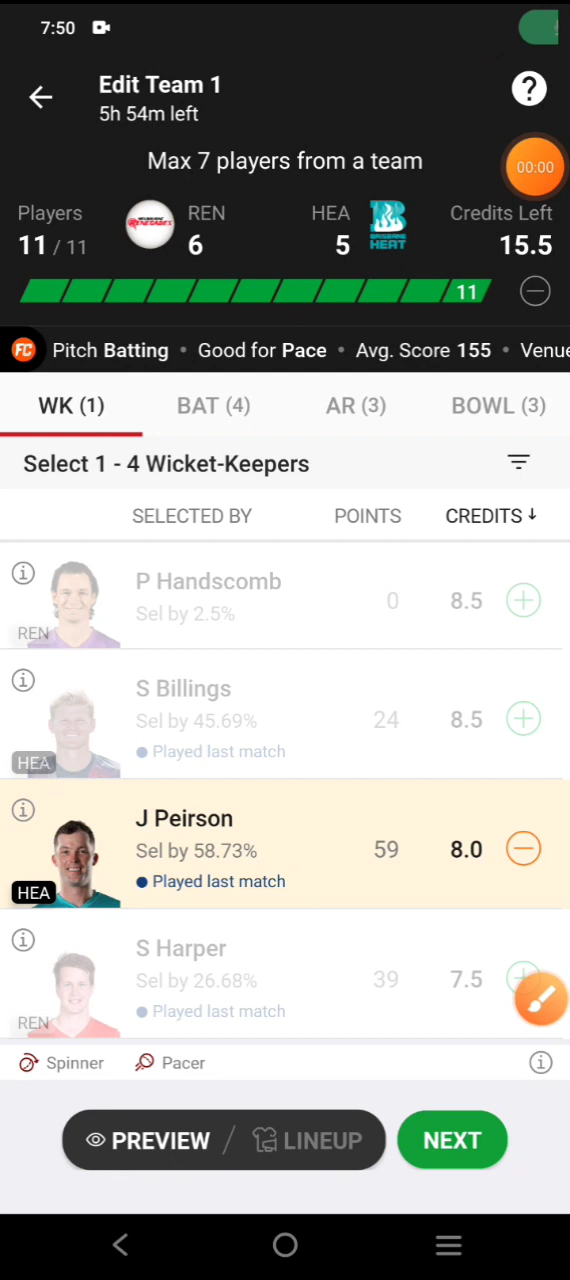 7:50
Edit Team 1
5h 54m left
?
Max 7 players from a team
00:00
Players REN HEA Credits Left
11 / 11 6 5 15.5
RENEGADES
BRISBANE
HEAT
11
FC Pitch Batting • Good for Pace • Avg. Score 155 • Venue
WK (1) BAT (4) AR (3) BOWL (3)
Select 1 - 4 Wicket-Keepers
SELECTED BY POINTS CREDITS ↓
P Handscomb
Sel by 2.5% 0 8.5
REN
S Billings
Sel by 45.69% 24 8.5
Played last match
HEA
J Peirson
Sel by 58.73% 59 8.0
Played last match
HEA
S Harper
Sel by 26.68% 39 7.5
Played last match
REN
Spinner Pacer
PREVIEW / LINEUP NEXT